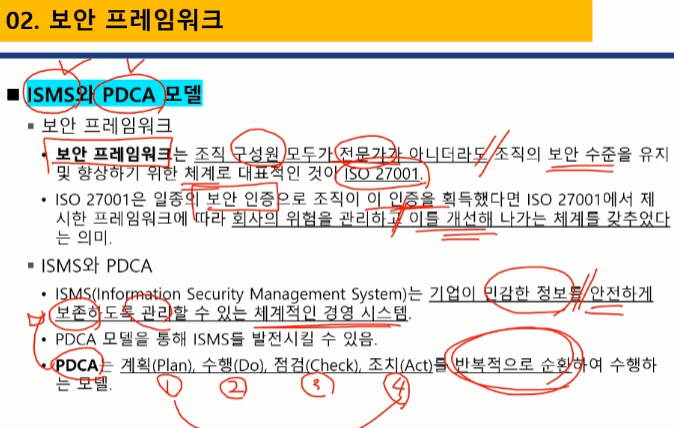 02. 보안 프레임워크
■ ISMS와 PDCA 모델
▪ 보안 프레임워크
• 보안 프레임워크는 조직 구성원 모두가 전문가가 아니더라도 조직의 보안 수준을 유지
및 향상하기 위한 체계로 대표적인 것이 ISO 27001.
• ISO 27001은 일종의 보안 인증으로 조직이 이 인증을 획득했다면 ISO 27001에서 제
시한 프레임워크에 따라 회사의 위험을 관리하고 이를 개선해 나가는 체계를 갖추었다
는 의미.
▪ ISMS와 PDCA
• ISMS(Information Security Management System)는 기업이 민감한 정보를 안전하게
보존하도록 관리할 수 있는 체계적인 경영 시스템.
• PDCA 모델을 통해 ISMS를 발전시킬 수 있음.
• PDCA는 계획(Plan), 수행(Do), 점검(Check), 조치(Act)를 반복적으로 순환하여 수행하
는 모델.
① ② ③ ④